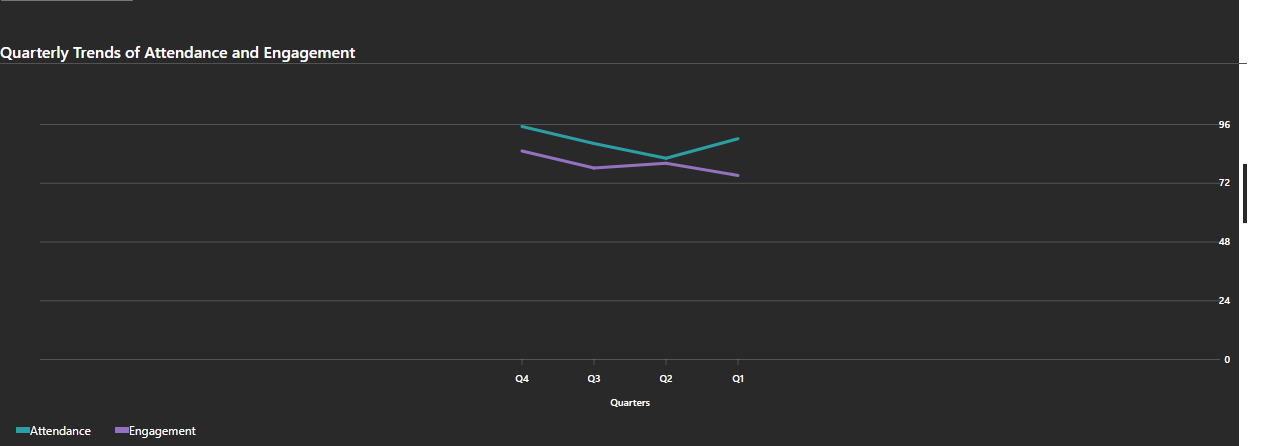 Quarterly Trends of Attendance and Engagement
96
72
48
24
0
Q4 Q3 Q2 Q1
Quarters
Attendance Engagement